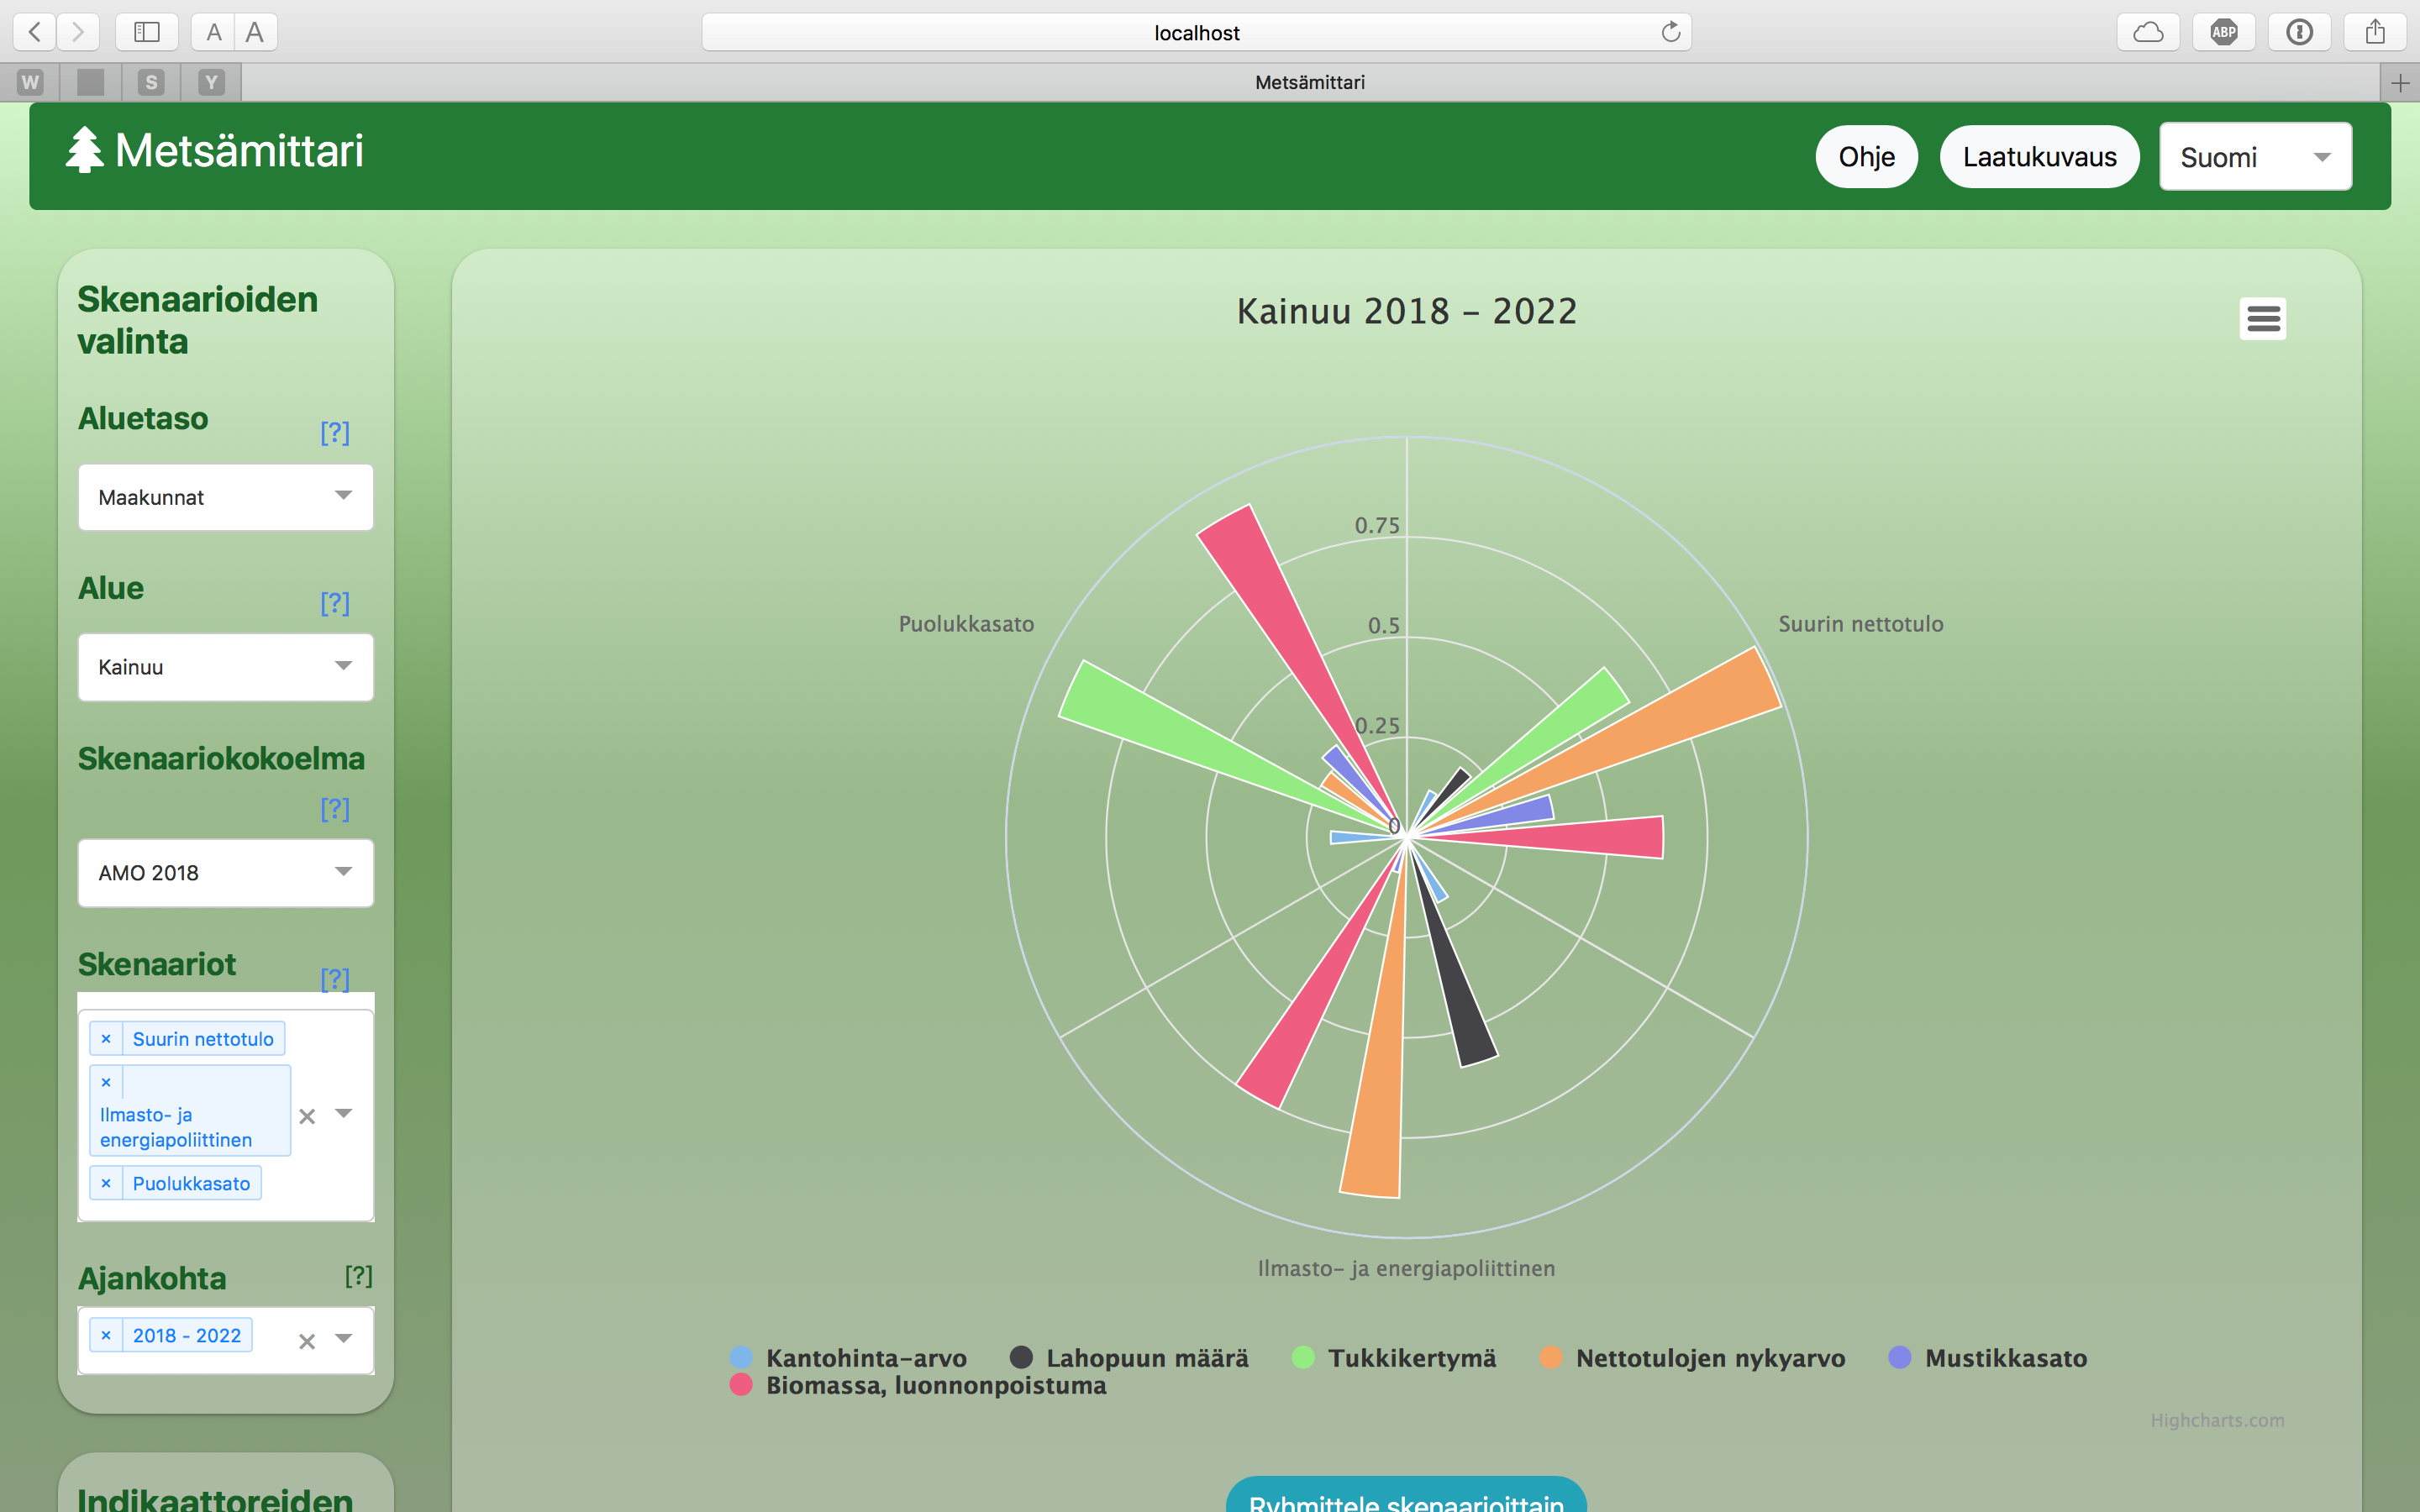 A A
localhost
ABP
W S Y
Metsämittari
Metsämittari
Ohje
Laatukuvaus
Suomi
Skenaarioiden
valinta
Aluetaso
[?]
Maakunnat
Alue
[?]
Kainuu
Skenaariokokoelma
[?]
AMO 2018
Skenaariot
[?]
× Suurin nettotulo
×
Ilmasto- ja
energiapoliittinen
× Puolukkasato
×
Ajankohta
[?]
× 2018 - 2022
×
Indikaattoreiden
Kainuu 2018 – 2022
0.75
0.5
0.25
0
Puolukkasato
Suurin nettotulo
Ilmasto- ja energiapoliittinen
Kantohinta-arvo
Lahopuun määrä
Tukkikertymä
Nettotulojen nykyarvo
Mustikkasato
Biomassa, luonnonpoistuma
Highcharts.com
Ryhmittele skenaarioittain